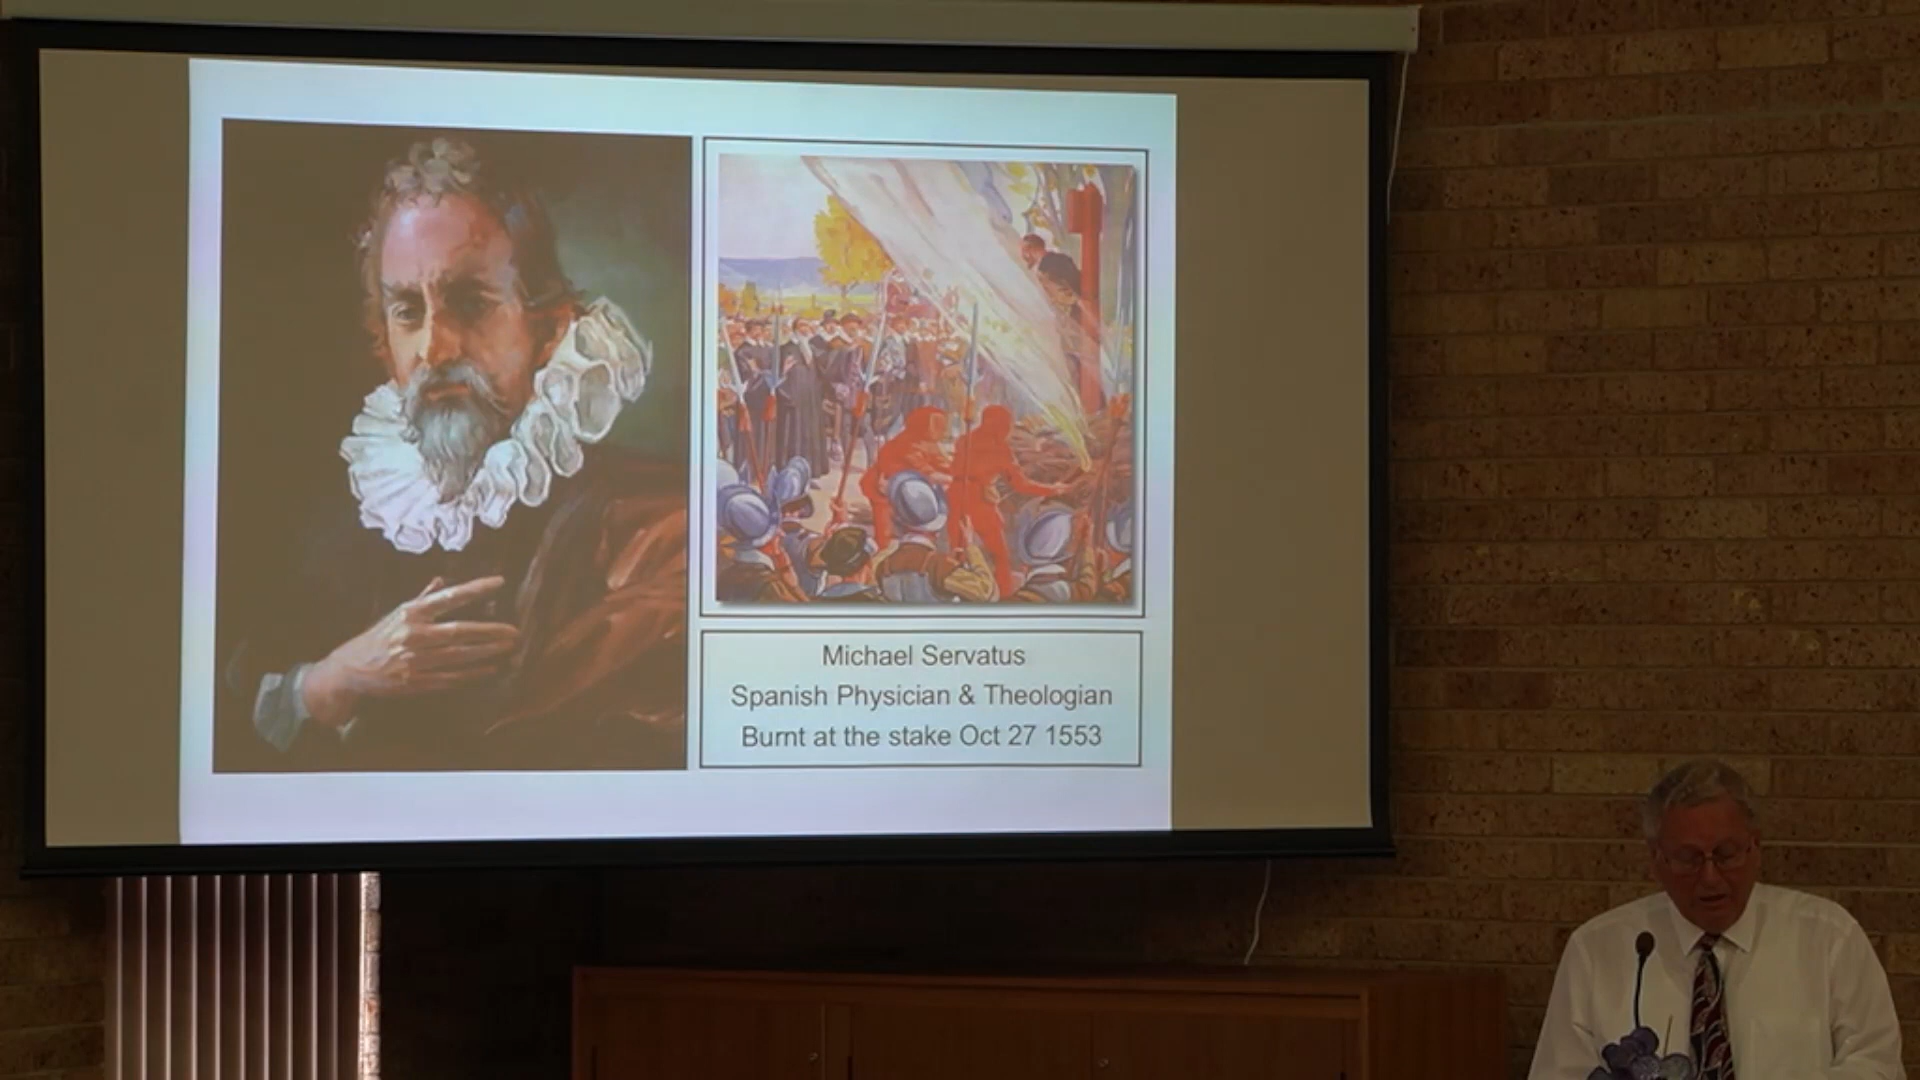 Michael Servatus
Spanish Physician & Theologian
Burnt at the stake Oct 27 1553